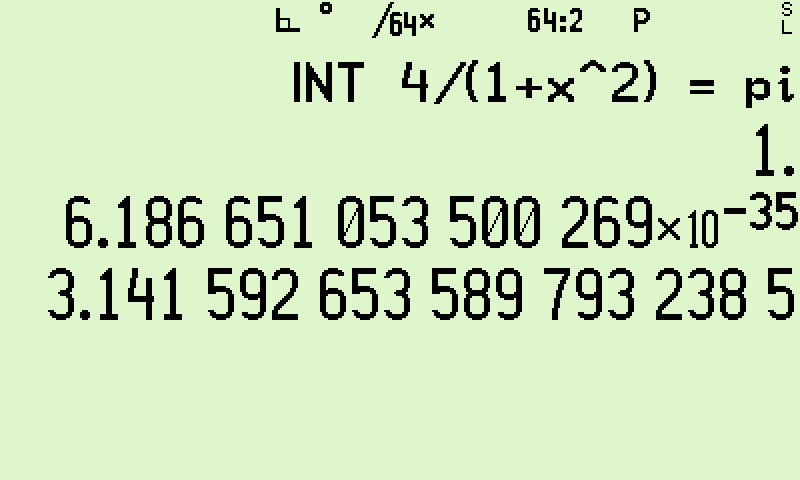 ∟ ° /64× 64:2 P S L
INT 4/(1+x^2) = pi
1.
6.186 651 053 500 269×10⁻³⁵
3.141 592 653 589 793 238 5